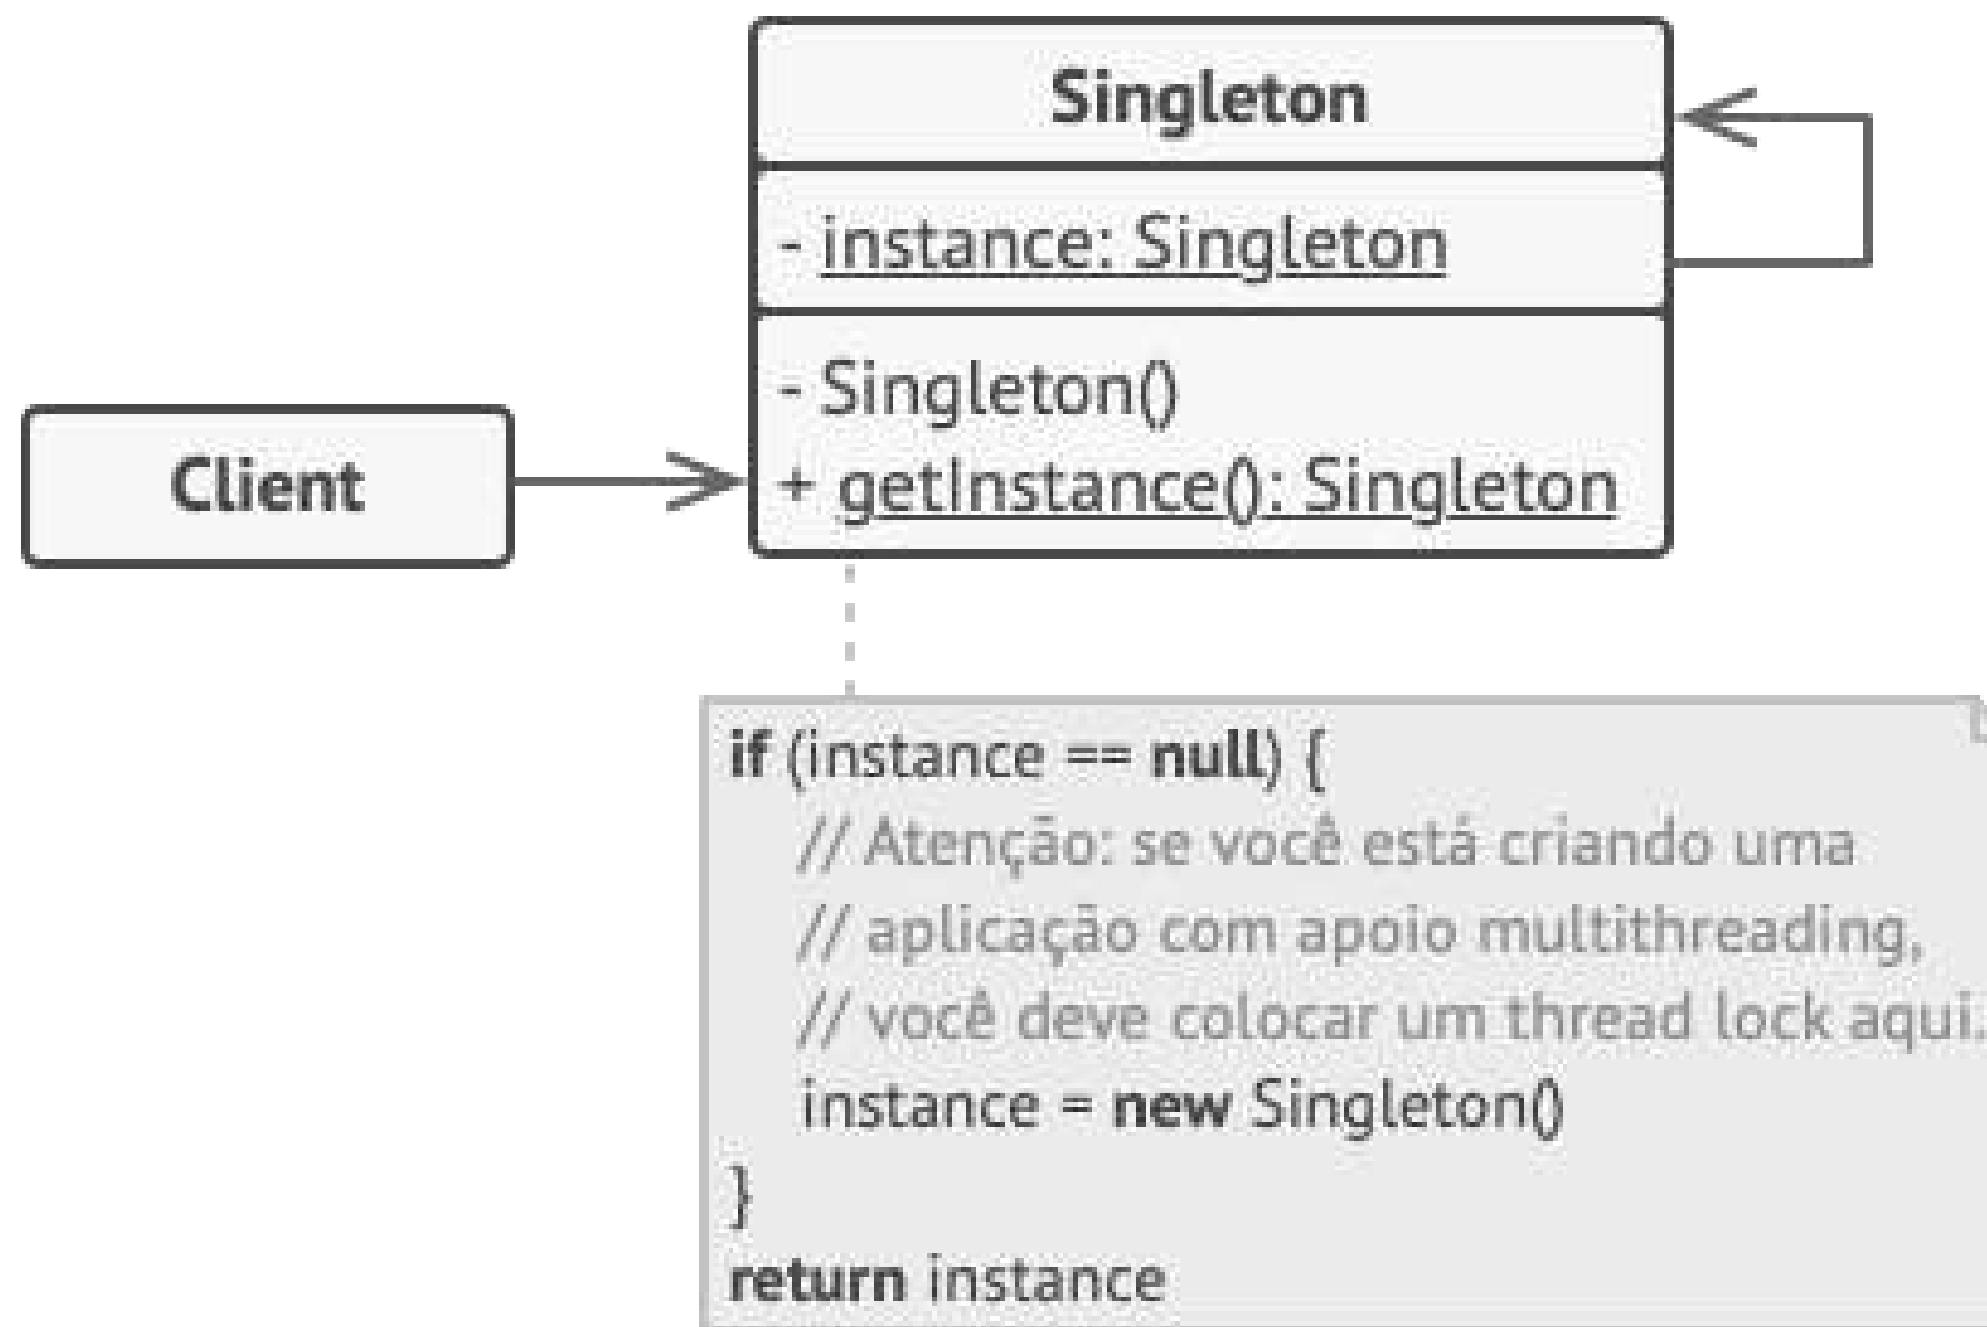 Singleton
- instance: Singleton
- Singleton()
+ getInstance(): Singleton
Client
if (instance == null) {
// Atenção: se você está criando uma
// aplicação com apoio multithreading,
// você deve colocar um thread lock aqui.
instance = new Singleton()
}
return instance